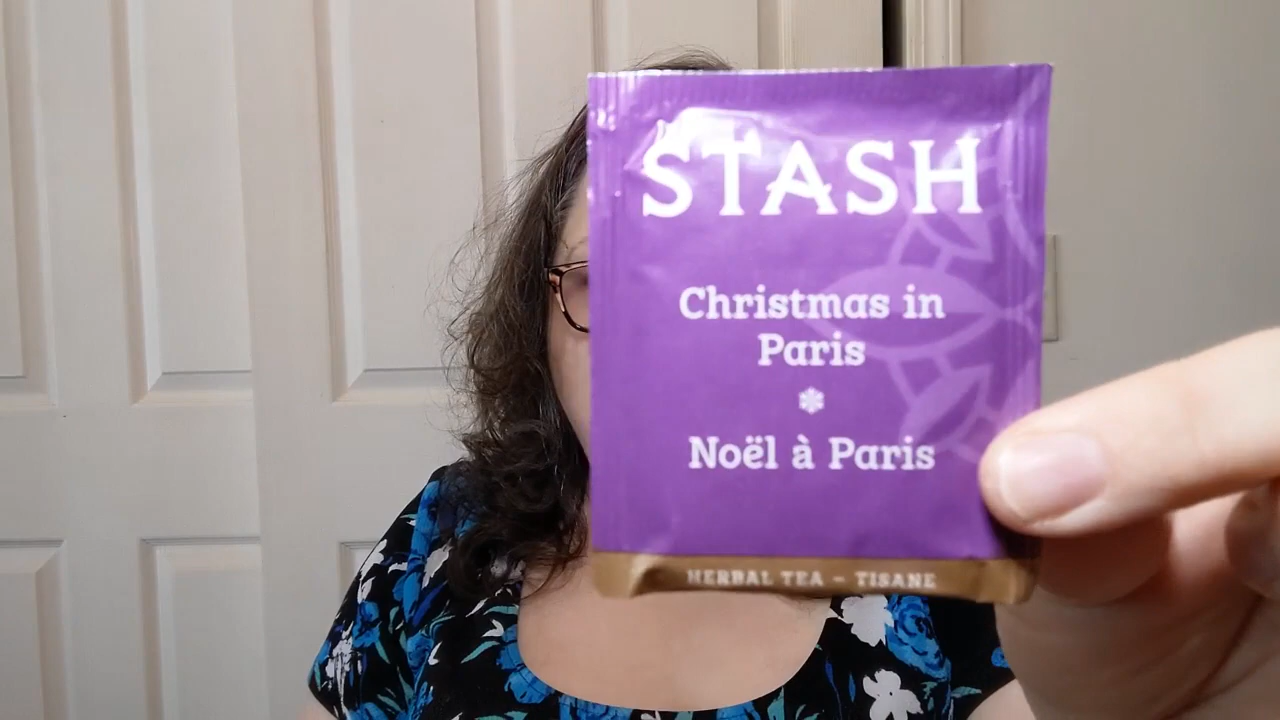 STASH
Christmas in
Paris
Noël à Paris
HERBAL TEA - TISANE